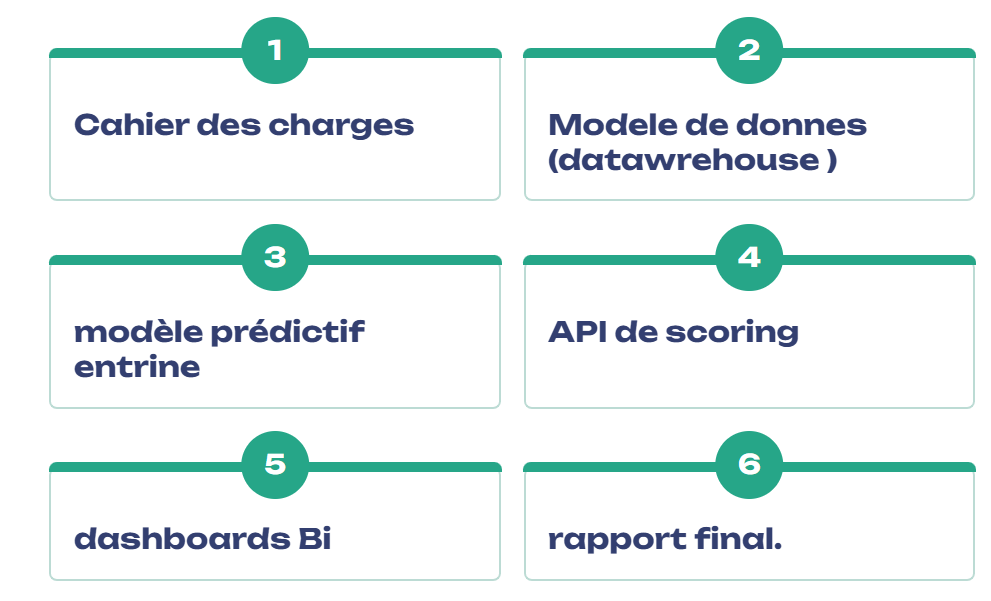 1
Cahier des charges
2
Modele de donnes
(datawrehouse )
3
modèle prédictif
entrine
4
API de scoring
5
dashboards Bi
6
rapport final.